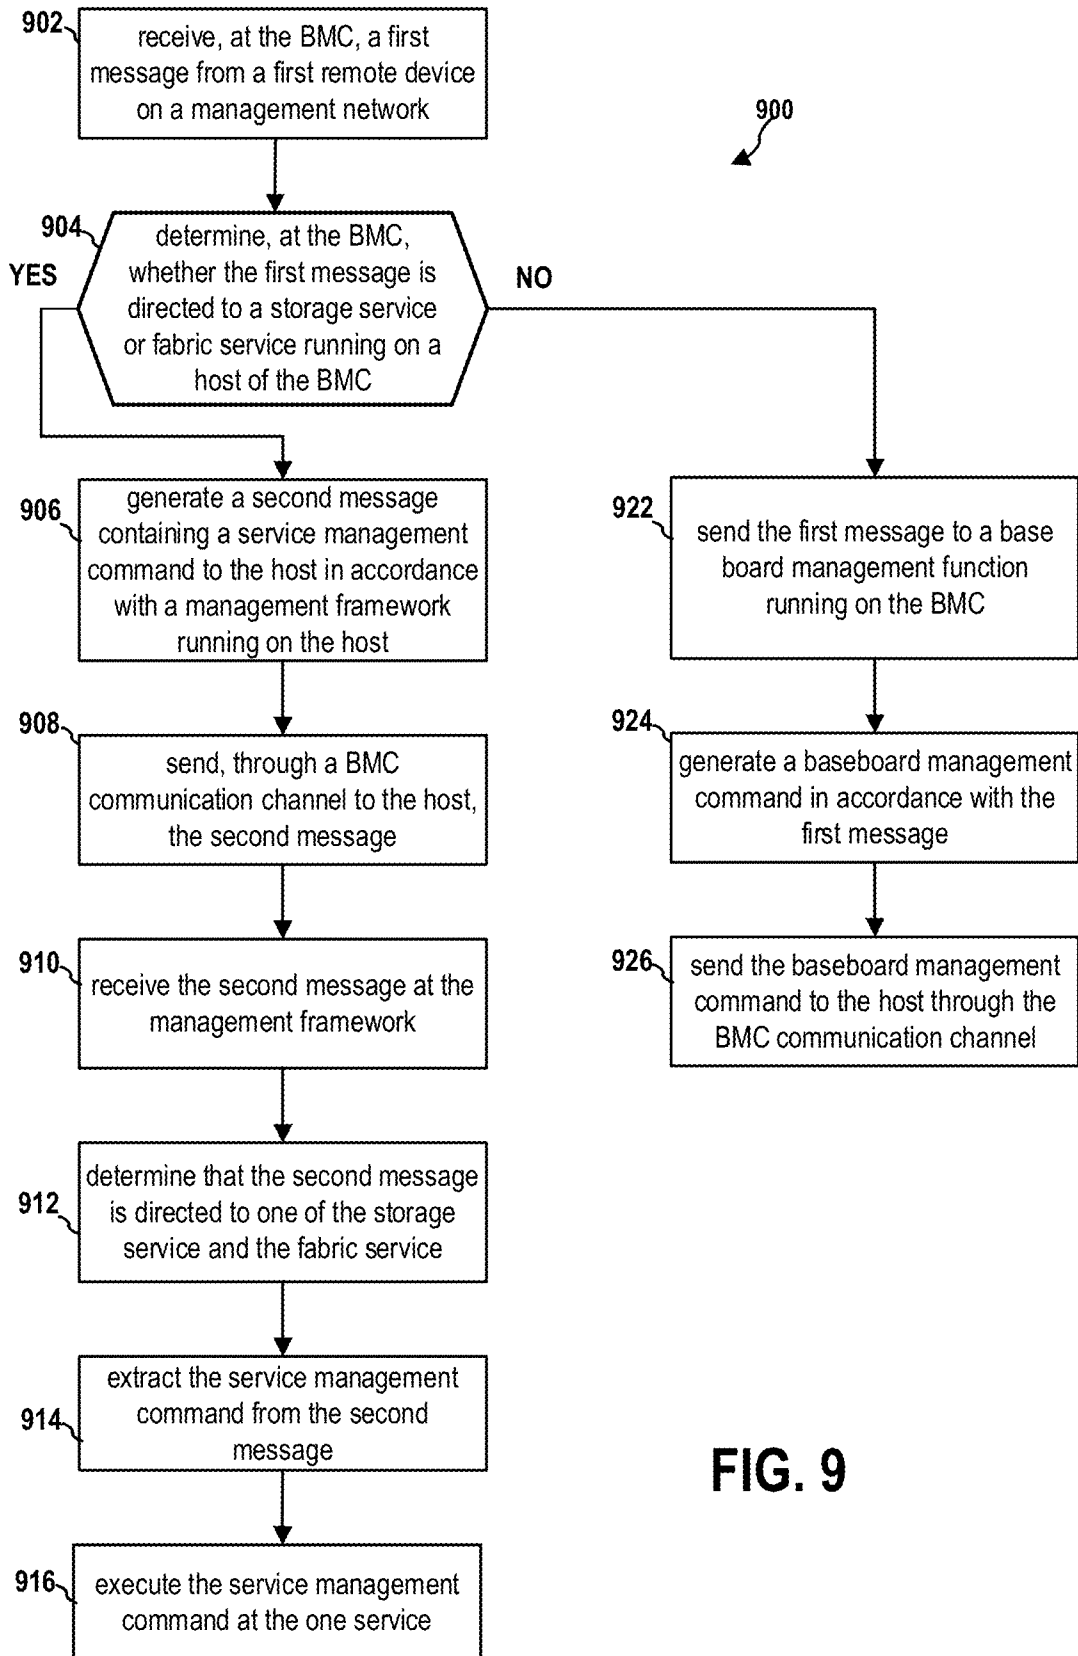 902
receive, at the BMC, a first
message from a first remote device
on a management network
900
904
determine, at the BMC,
whether the first message is
directed to a storage service
or fabric service running on a
host of the BMC
YES
NO
906
generate a second message
containing a service management
command to the host in accordance
with a management framework
running on the host
908
send, through a BMC
communication channel to the host,
the second message
910
receive the second message at the
management framework
912
determine that the second message
is directed to one of the storage
service and the fabric service
914
extract the service management
command from the second
message
916
execute the service management
command at the one service
922
send the first message to a base
board management function
running on the BMC
924
generate a baseboard management
command in accordance with the
first message
926
send the baseboard management
command to the host through the
BMC communication channel
FIG. 9